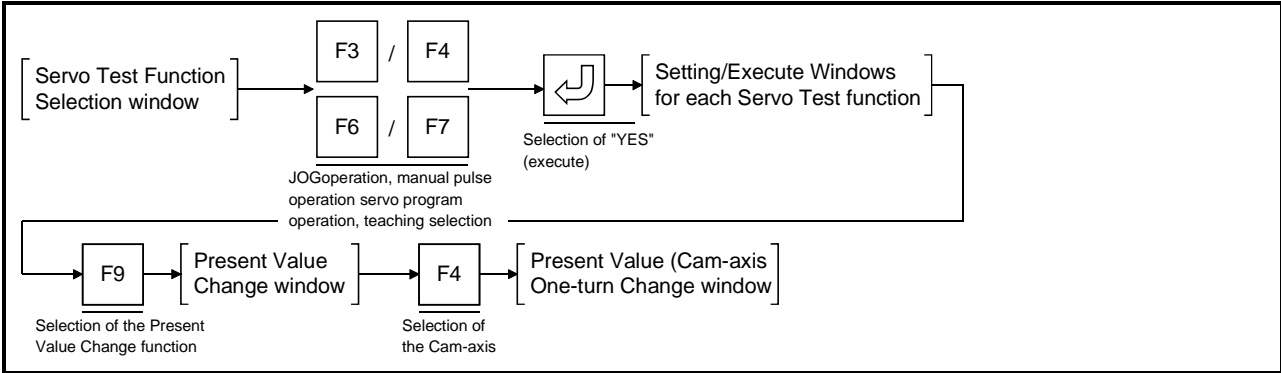 Servo Test Function
Selection window
F3 / F4
F6 / F7
JOGoperation, manual pulse
operation servo program
operation, teaching selection
Selection of "YES"
(execute)
Setting/Execute Windows
for each Servo Test function
F9
Selection of the Present
Value Change function
Present Value
Change window
F4
Selection of
the Cam-axis
Present Value (Cam-axis
One-turn Change window